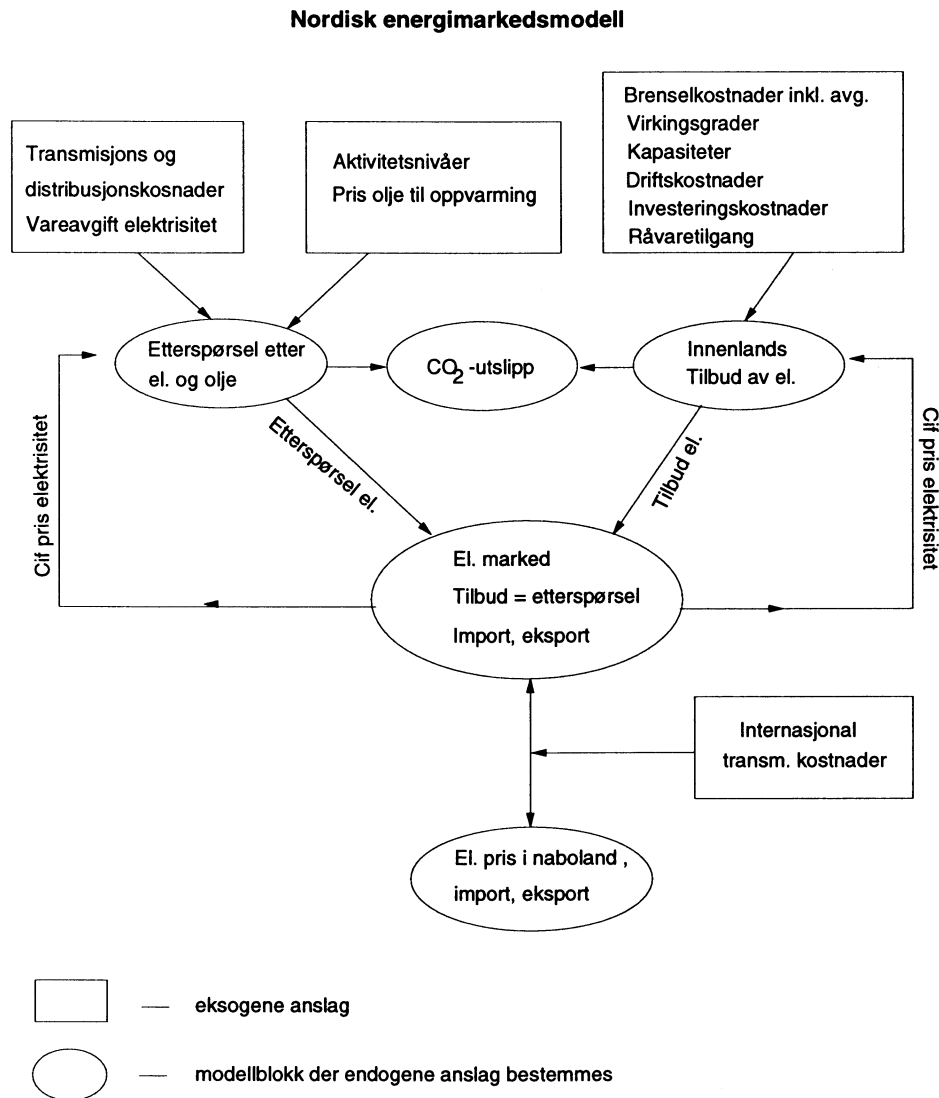 Nordisk energimarkedsmodell
Transmisjons og
distribusjonskosnader
Vareavgift elektrisitet
Aktivitetsnivåer
Pris olje til oppvarming
Brenselkostnader inkl. avg.
Virkingsgrader
Kapasiteter
Driftskostnader
Investeringskostnader
Råvaretilgang
Etterspørsel etter
el. og olje
CO2 -utslipp
Innenlands
Tilbud av el.
Cif pris elektrisitet
Etterspørsel el.
Tilbud el.
Cif pris elektrisitet
El. marked
Tilbud = etterspørsel
Import, eksport
Internasjonal
transm. kostnader
El. pris i naboland ,
import, eksport
— eksogene anslag
— modellblokk der endogene anslag bestemmes